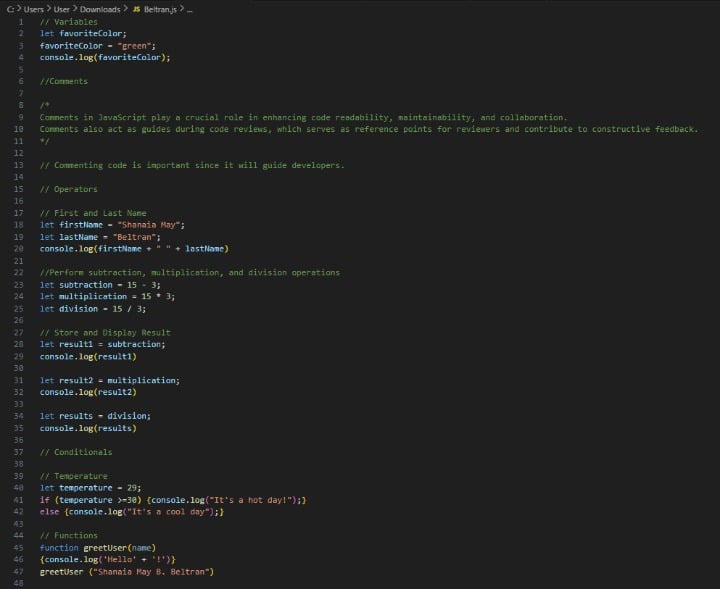 C: > Users > User > Downloads > JS Beltran.js > ...
1 // Variables
2 let favoriteColor;
3 favoriteColor = "green";
4 console.log(favoriteColor);
5
6 //Comments
7
8 /*
9 Comments in JavaScript play a crucial role in enhancing code readability, maintainability, and collaboration.
10 Comments also act as guides during code reviews, which serves as reference points for reviewers and contribute to constructive feedback.
11 */
12
13 // Commenting code is important since it will guide developers.
14
15 // Operators
16
17 // First and Last Name
18 let firstName = "Shanaia May";
19 let lastName = "Beltran";
20 console.log(firstName + " " + lastName)
21
22 //Perform subtraction, multiplication, and division operations
23 let subtraction = 15 - 3;
24 let multiplication = 15 * 3;
25 let division = 15 / 3;
26
27 // Store and Display Result
28 let result1 = subtraction;
29 console.log(result1)
30
31 let result2 = multiplication;
32 console.log(result2)
33
34 let results = division;
35 console.log(results)
36
37 // Conditionals
38
39 // Temperature
40 let temperature = 29;
41 if (temperature >=30) {console.log("It's a hot day!");}
42 else {console.log("It's a cool day");}
43
44 // Functions
45 function greetUser(name)
46 {console.log('Hello' + '!')}
47 greetUser ("Shanaia May B. Beltran")
48